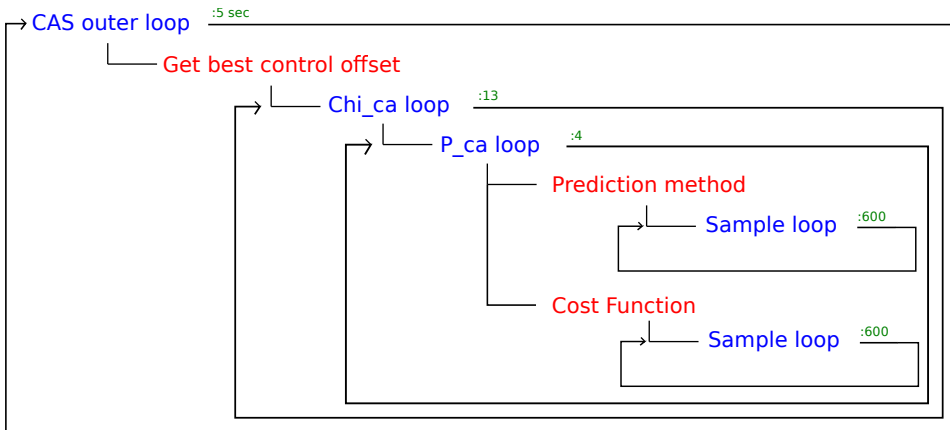 CAS outer loop :5 sec
Get best control offset
Chi_ca loop :13
P_ca loop :4
Prediction method
Sample loop :600
Cost Function
Sample loop :600